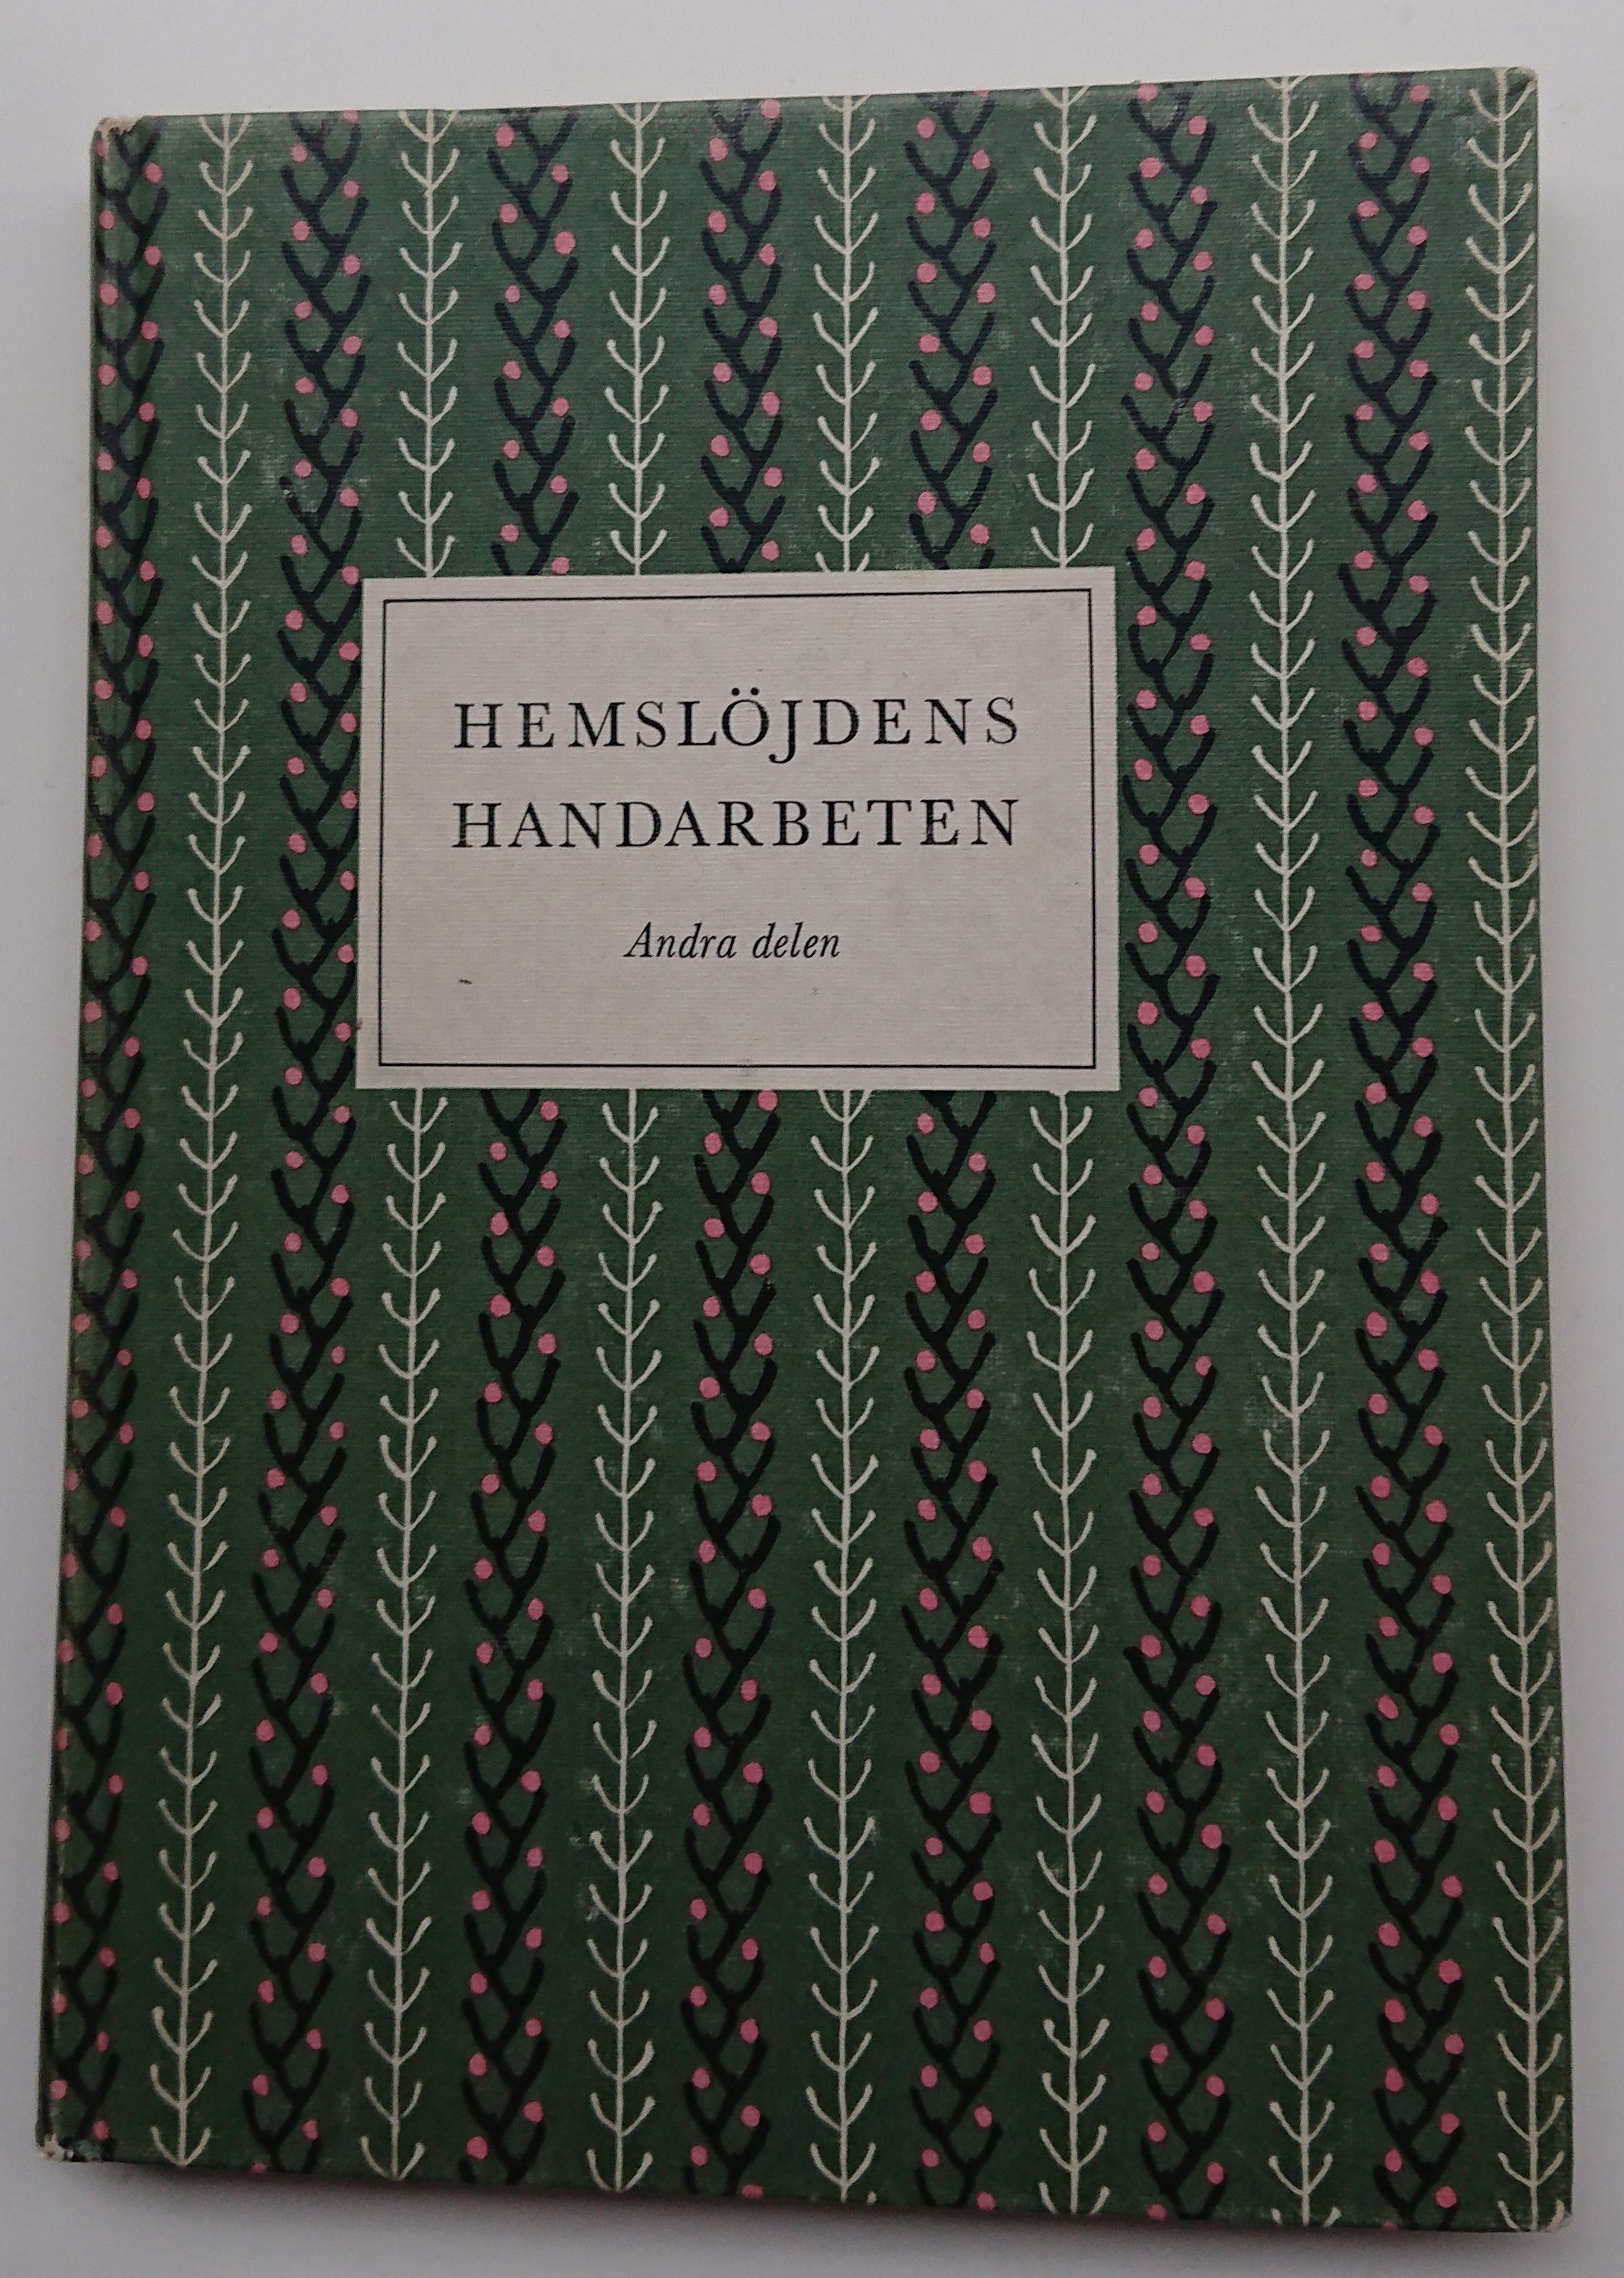 HEMSLÖJDENS
HANDARBETEN
Andra delen